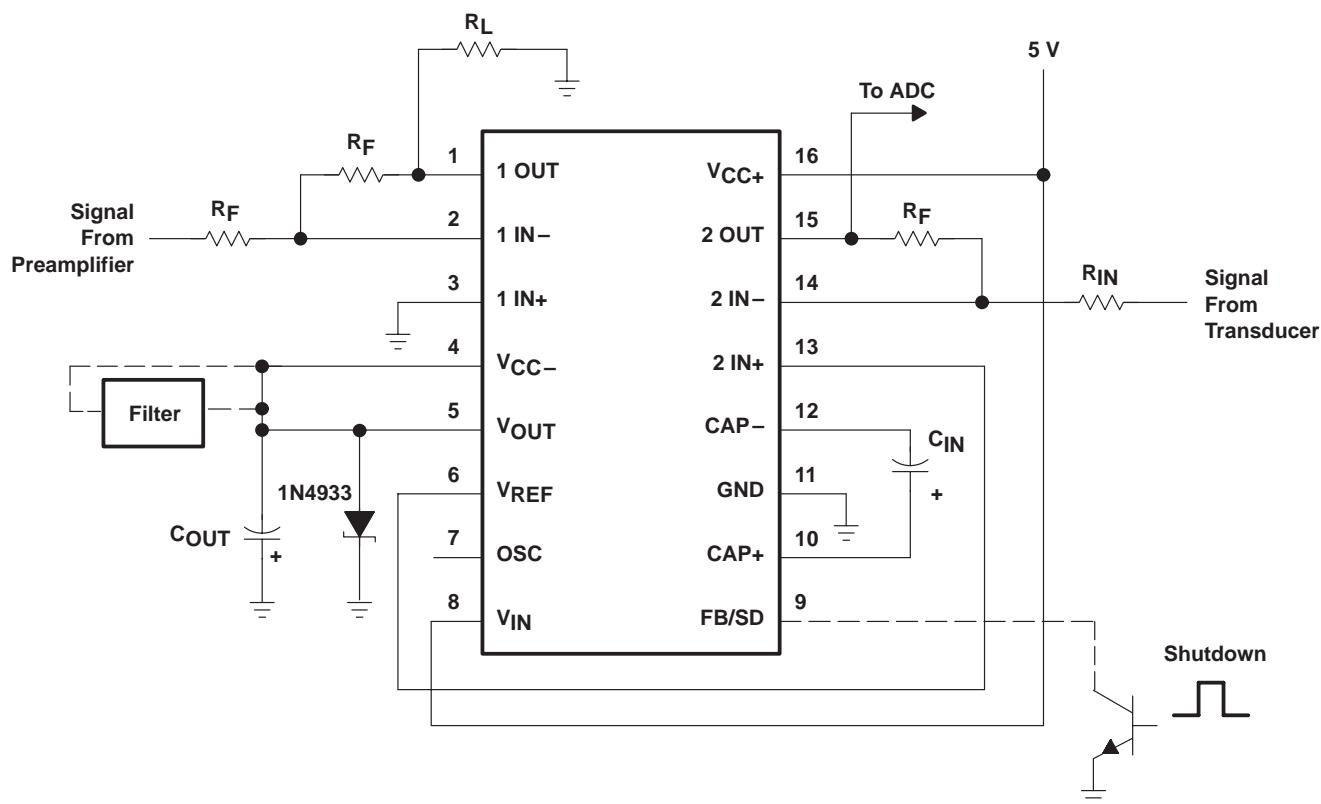 RL
5 V
To ADC
RF
1
1 OUT
16
VCC+
Signal
From
Preamplifier
RF
2
1 IN−
15
2 OUT
RF
3
1 IN+
14
2 IN−
RIN
Signal
From
Transducer
4
VCC−
13
2 IN+
Filter
5
VOUT
12
CAP−
CIN
+
6
VREF
11
GND
1N4933
COUT
+
7
OSC
10
CAP+
8
VIN
9
FB/SD
Shutdown